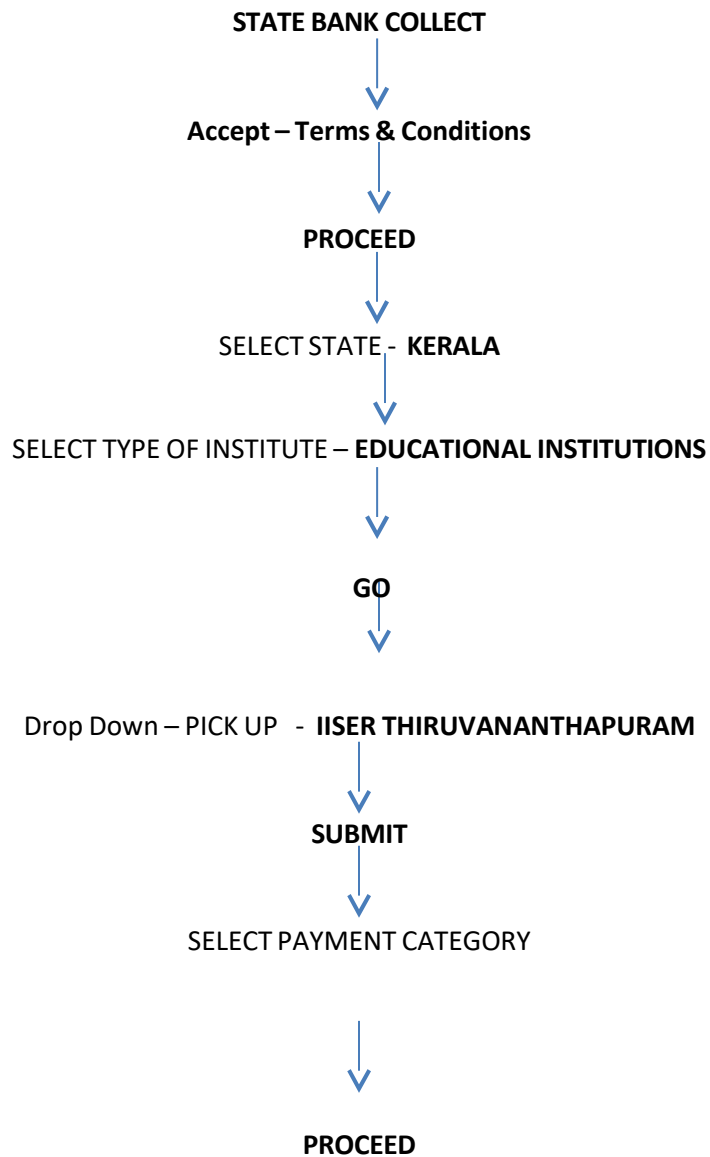 STATE BANK COLLECT
Accept – Terms & Conditions
PROCEED
SELECT STATE - KERALA
SELECT TYPE OF INSTITUTE – EDUCATIONAL INSTITUTIONS
GO
Drop Down – PICK UP - IISER THIRUVANANTHAPURAM
SUBMIT
SELECT PAYMENT CATEGORY
PROCEED